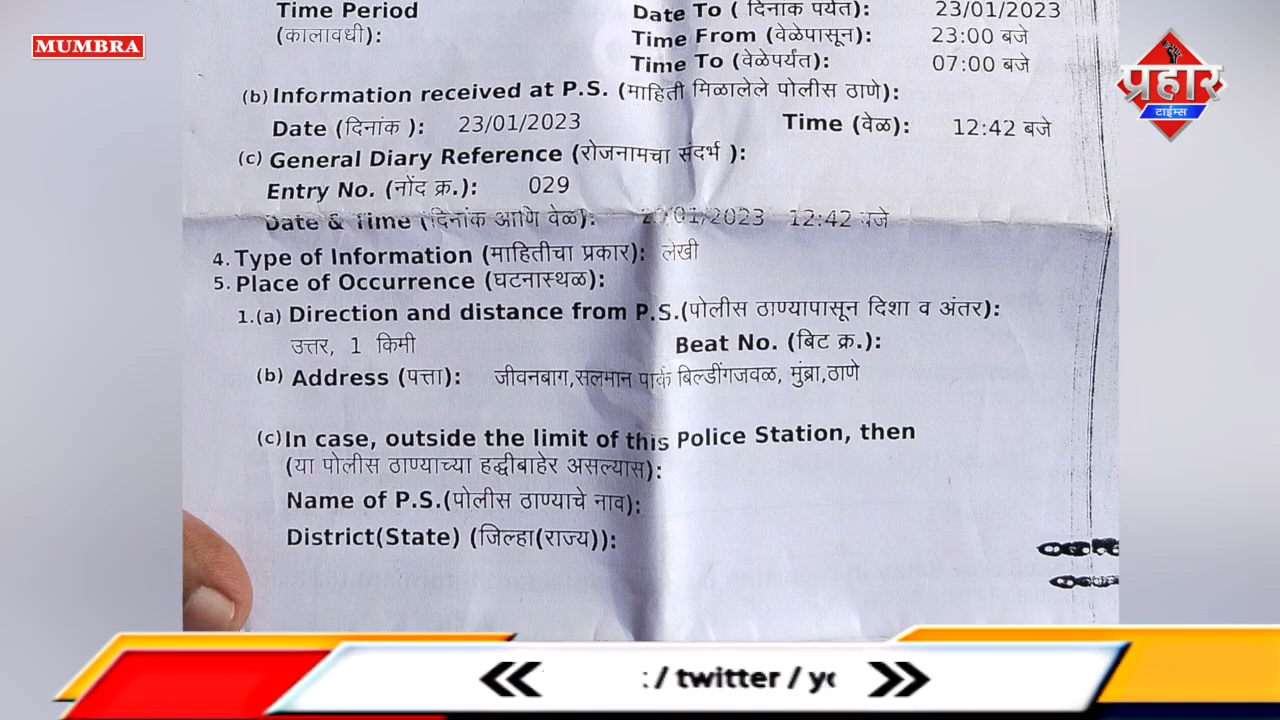 MUMBRA
प्रहार
टाईम्स
Time Period
(कालावधी):
Date To ( दिनांक पर्यंत): 23/01/2023
Time From (वेळेपासून): 23:00 बजे
Time To (वेळेपर्यंत): 07:00 बजे
(b) Information received at P.S. (माहिती मिळालेले पोलीस ठाणे):
Date (दिनांक ): 23/01/2023 Time (वेळ): 12:42 बजे
(c) General Diary Reference (रोजनामचा संदर्भ ):
Entry No. (नोंद क्र.): 029
Date & Time (दिनांक आणि वेळ): /01/2023 12:42 बजे
4. Type of Information (माहितीचा प्रकार): लेखी
5. Place of Occurrence (घटनास्थळ):
1.(a) Direction and distance from P.S.(पोलीस ठाण्यापासून दिशा व अंतर):
उत्तर, 1 किमी Beat No. (बिट क्र.):
(b) Address (पत्ता): जीवनबाग,सलमान पार्क बिल्डींगजवळ, मुंब्रा,ठाणे
(c) In case, outside the limit of this Police Station, then
(या पोलीस ठाण्याच्या हद्दीबाहेर असल्यास):
Name of P.S.(पोलीस ठाण्याचे नाव):
District(State) (जिल्हा(राज्य)):
: / twitter / yo